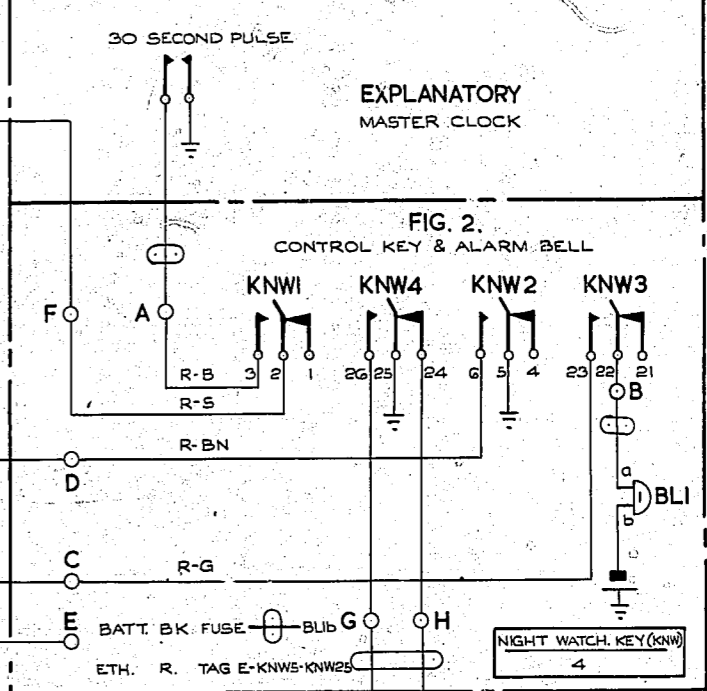 30 SECOND PULSE
EXPLANATORY
MASTER CLOCK
FIG. 2.
CONTROL KEY & ALARM BELL
KNW1 KNW4 KNW2 KNW3
F A
3 2 1 26 25 24 6 5 4 23 22 21
R-B
R-S
B
R-BN
D
a
BL1
b
C R-G
E BATT. BK. FUSE BL1b G H
ETH. R. TAG E-KNW5-KNW25
NIGHT WATCH. KEY (KNW)
4